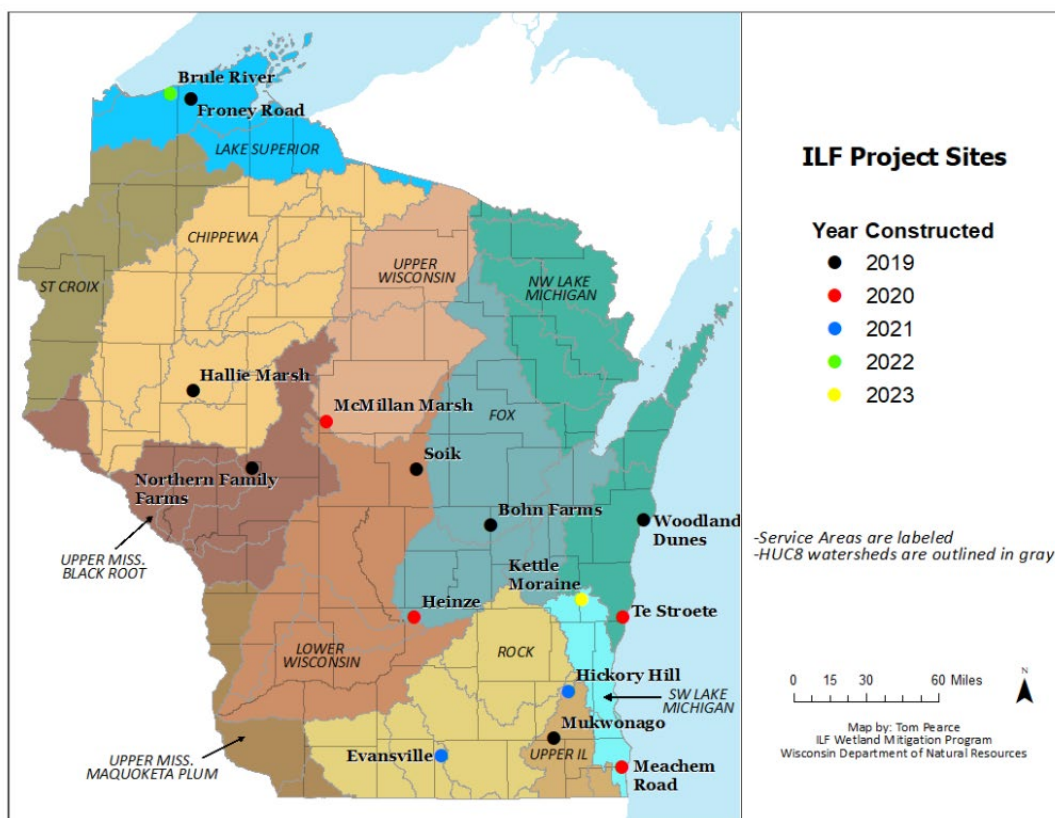 Brule River
Froney Road
LAKE SUPERIOR
CHIPPEWA
UPPER
WISCONSIN
NW LAKE
MICHIGAN
ST CROIX
Hallie Marsh
McMillan Marsh
FOX
Soik
Northern Family
Farms
Bohn Farms
Woodland
Dunes
UPPER MISS.
BLACK ROOT
Kettle
Moraine
Heinze
Te Stroete
LOWER
WISCONSIN
ROCK
Hickory Hill
SW LAKE
MICHIGAN
Mukwonago
UPPER IL
Evansville
UPPER MISS.
MAQUOKETA PLUM
Meachem
Road
ILF Project Sites
Year Constructed
2019
2020
2021
2022
2023
-Service Areas are labeled
-HUC8 watersheds are outlined in gray
0 15 30 60 Miles
N
Map by: Tom Pearce
ILF Wetland Mitigation Program
Wisconsin Department of Natural Resources